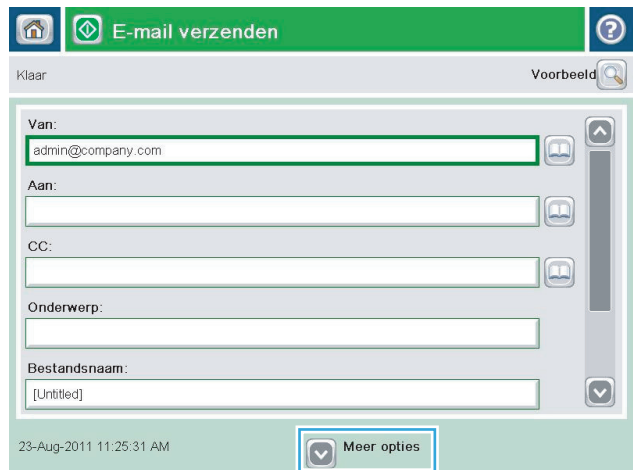 E-mail verzenden
Klaar
Voorbeeld
Van:
admin@company.com
Aan:
CC:
Onderwerp:
Bestandsnaam:
[Untitled]
23-Aug-2011 11:25:31 AM
Meer opties